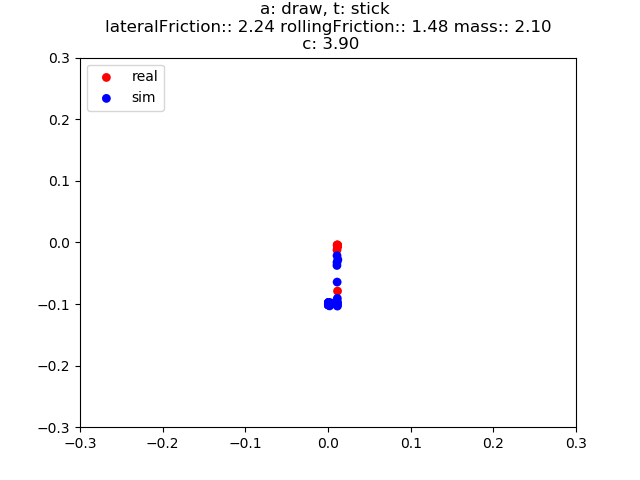 a: draw, t: stick
lateralFriction:: 2.24 rollingFriction:: 1.48 mass:: 2.10
c: 3.90
real
sim
0.3
0.2
0.1
0.0
−0.1
−0.2
−0.3
−0.3 −0.2 −0.1 0.0 0.1 0.2 0.3